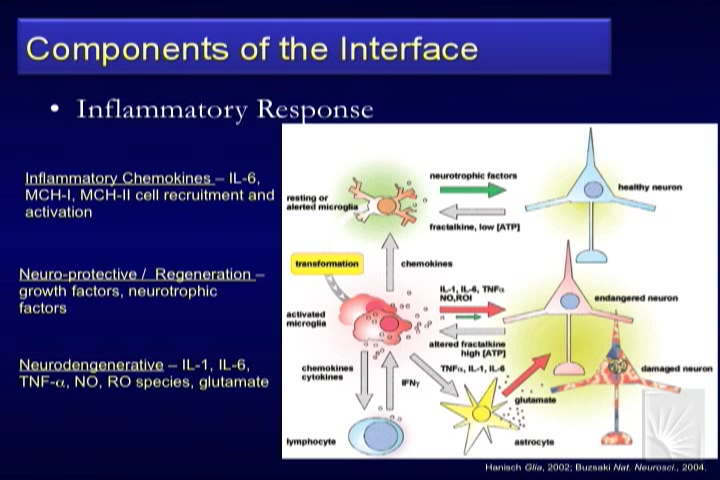 Components of the Interface
• Inflammatory Response
Inflammatory Chemokines – IL-6,
MCH-I, MCH-II cell recruitment and
activation
Neuro-protective / Regeneration –
growth factors, neurotrophic
factors
Neurodengenerative – IL-1, IL-6,
TNF-α, NO, RO species, glutamate
neurotrophic factors
healthy neuron
resting or
alerted microglia
fractalkine, low [ATP]
transformation
chemokines
IL-1, IL-6, TNFα
NO,ROI
endangered neuron
activated
microglia
altered fractalkine
high [ATP]
chemokines
cytokines
IFNγ
TNFα, IL-1, IL-6
damaged neuron
glutamate
lymphocyte
astrocyte
Hanisch Glia, 2002; Buzsaki Nat. Neurosci., 2004.